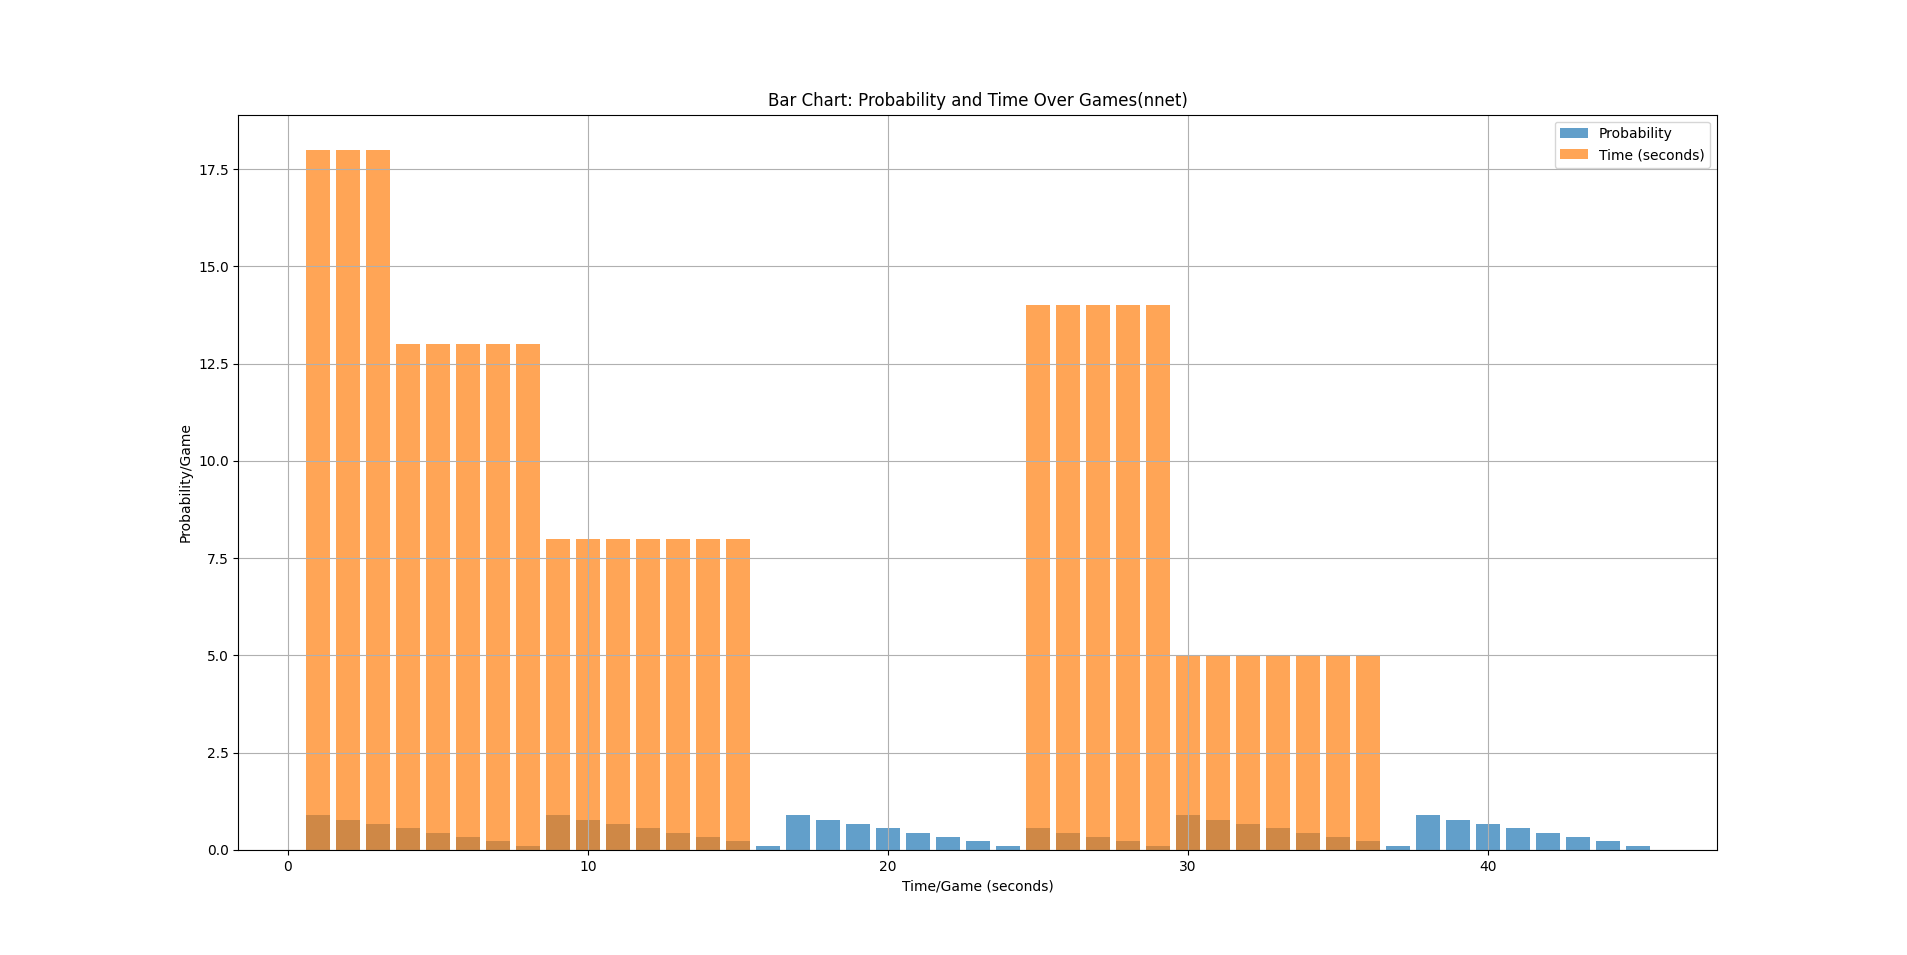 Bar Chart: Probability and Time Over Games(nnet)
Probability
Time (seconds)
17.5
15.0
12.5
10.0
7.5
5.0
2.5
0.0
Probability/Game
0 10 20 30 40
Time/Game (seconds)